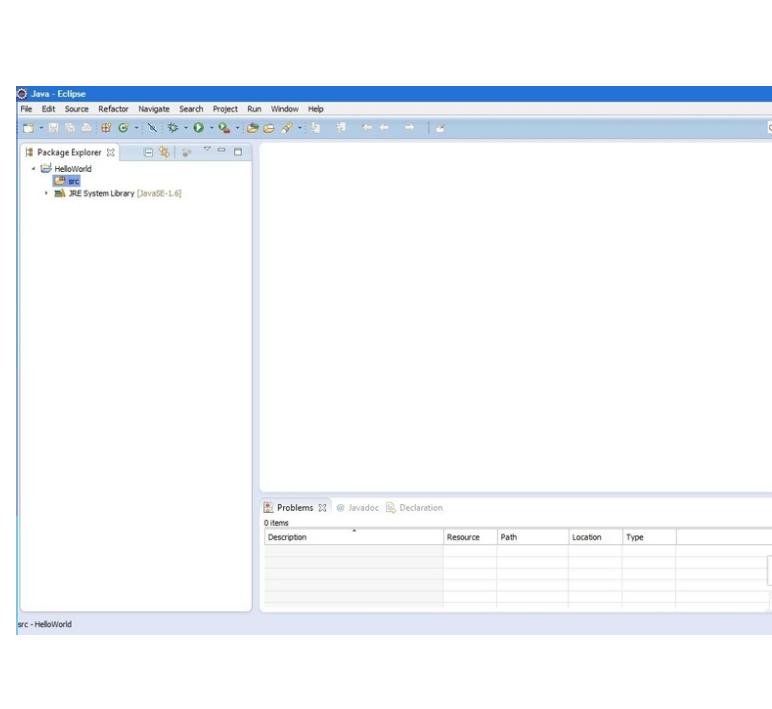 Java - Eclipse
File Edit Source Refactor Navigate Search Project Run Window Help
Package Explorer
HelloWorld
src
JRE System Library [JavaSE-1.6]
Problems @ Javadoc Declaration
0 items
Description Resource Path Location Type
src - HelloWorld